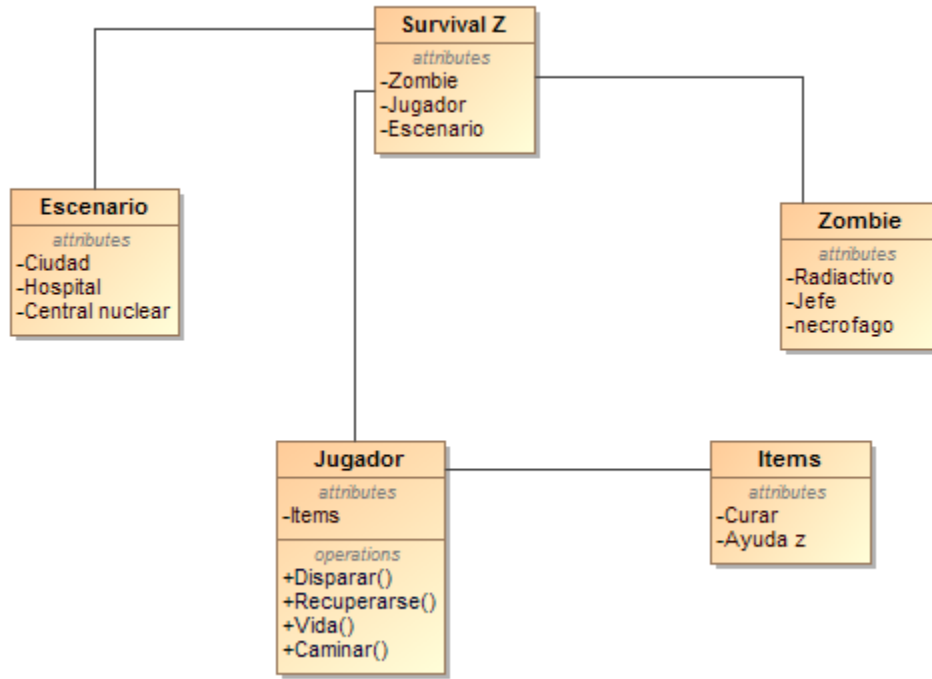 Survival Z
attributes
-Zombie
-Jugador
-Escenario
Escenario
attributes
-Ciudad
-Hospital
-Central nuclear
Zombie
attributes
-Radiactivo
-Jefe
-necrofago
Jugador
attributes
-Items
operations
+Disparar()
+Recuperarse()
+Vida()
+Caminar()
Items
attributes
-Curar
-Ayuda z